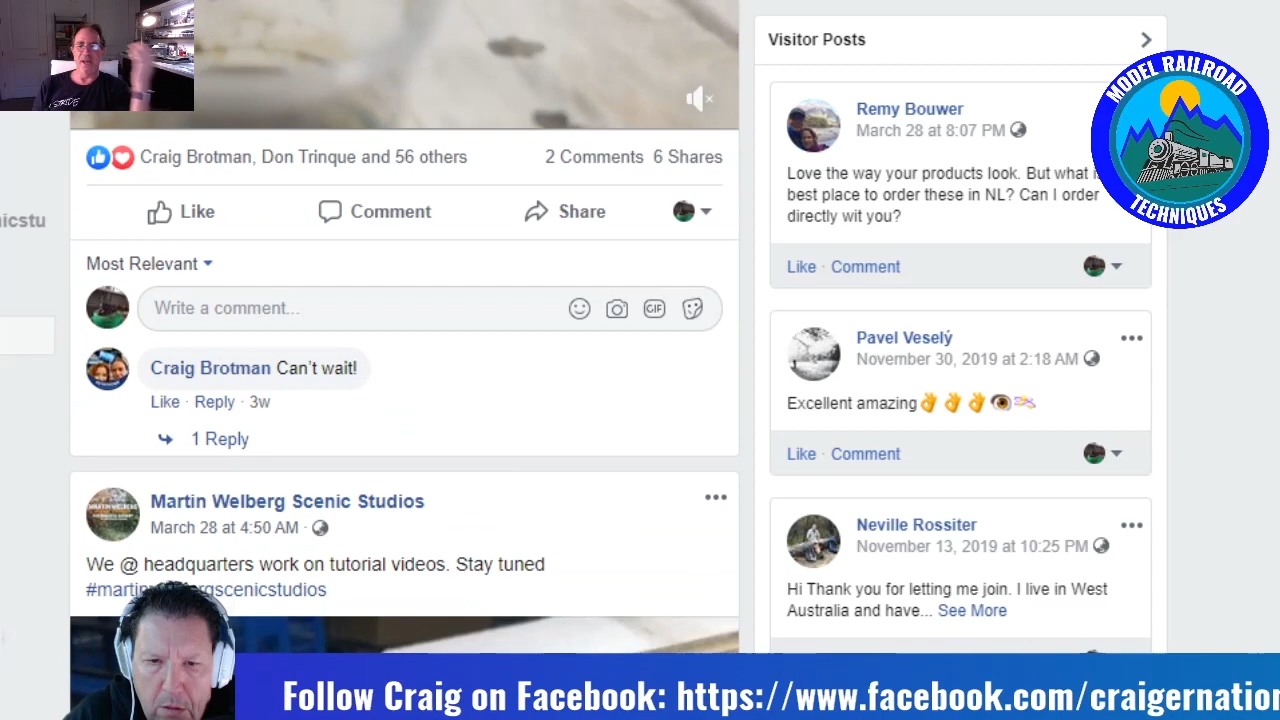 STRIDE
Craig Brotman, Don Trinque and 56 others 2 Comments 6 Shares
Like Comment Share
Most Relevant
Write a comment... GIF
Craig Brotman Can't wait!
Like · Reply · 3w
1 Reply
Martin Welberg Scenic Studios
March 28 at 4:50 AM ·
We @ headquarters work on tutorial videos. Stay tuned
icstu
Visitor Posts
Remy Bouwer
March 28 at 8:07 PM
Love the way your products look. But what
best place to order these in NL? Can I order
directly wit you?
Like · Comment
Pavel Veselý
November 30, 2019 at 2:18 AM
Excellent amazing👌👌👌👁
Like · Comment
Neville Rossiter
November 13, 2019 at 10:25 PM
Hi Thank you for letting me join. I live in West
Australia and have... See More
MODEL RAILROAD
TECHNIQUES
Follow Craig on Facebook: https://www.facebook.com/craigernation